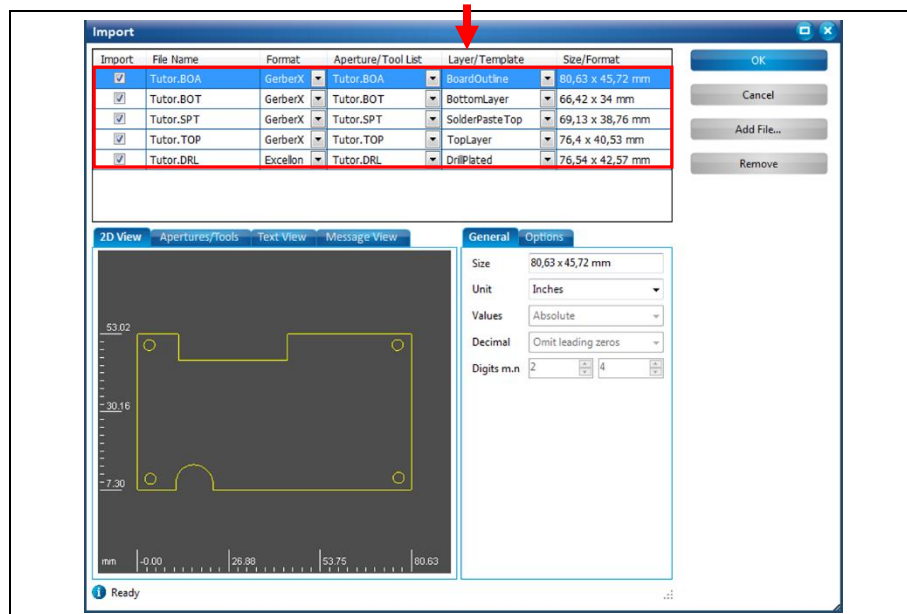 Import
Import File Name Format Aperture/Tool List Layer/Template Size/Format
Tutor.BOA GerberX Tutor.BOA BoardOutline 80,63 x 45,72 mm
Tutor.BOT GerberX Tutor.BOT BottomLayer 66,42 x 34 mm
Tutor.SPT GerberX Tutor.SPT SolderPasteTop 69,13 x 38,76 mm
Tutor.TOP GerberX Tutor.TOP TopLayer 76,4 x 40,53 mm
Tutor.DRL Excellon Tutor.DRL DrillPlated 76,54 x 42,57 mm
OK
Cancel
Add File...
Remove
2D View Apertures/Tools Text View Message View
53.02
30.16
-7.30
mm -0.00 26.88 53.75 80.63
General Options
Size 80,63 x 45,72 mm
Unit Inches
Values Absolute
Decimal Omit leading zeros
Digits m.n 2 4
Ready